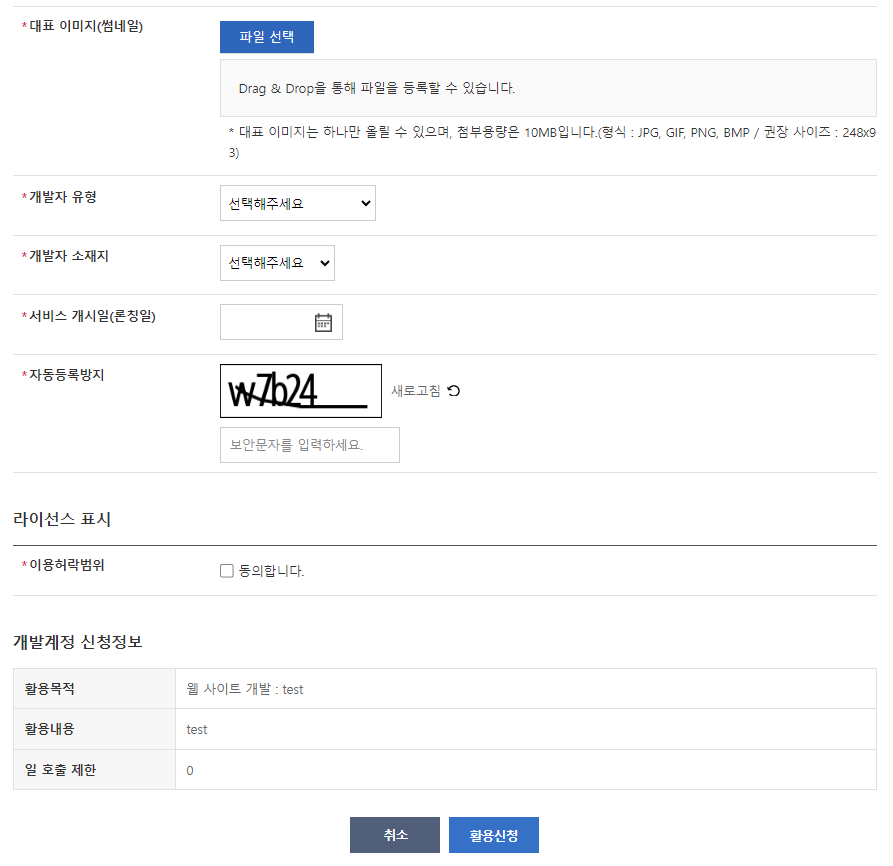 * 대표 이미지(썸네일)
파일 선택
Drag & Drop을 통해 파일을 등록할 수 있습니다.
* 대표 이미지는 하나만 올릴 수 있으며, 첨부용량은 10MB입니다.(형식 : JPG, GIF, PNG, BMP / 권장 사이즈 : 248x9
3)
* 개발자 유형
선택해주세요
* 개발자 소재지
선택해주세요
* 서비스 개시일(론칭일)
* 자동등록방지
w7b24
새로고침
보안문자를 입력하세요.
라이선스 표시
* 이용허락범위
동의합니다.
개발계정 신청정보
활용목적
웹 사이트 개발 : test
활용내용
test
일 호출 제한
0
취소
활용신청